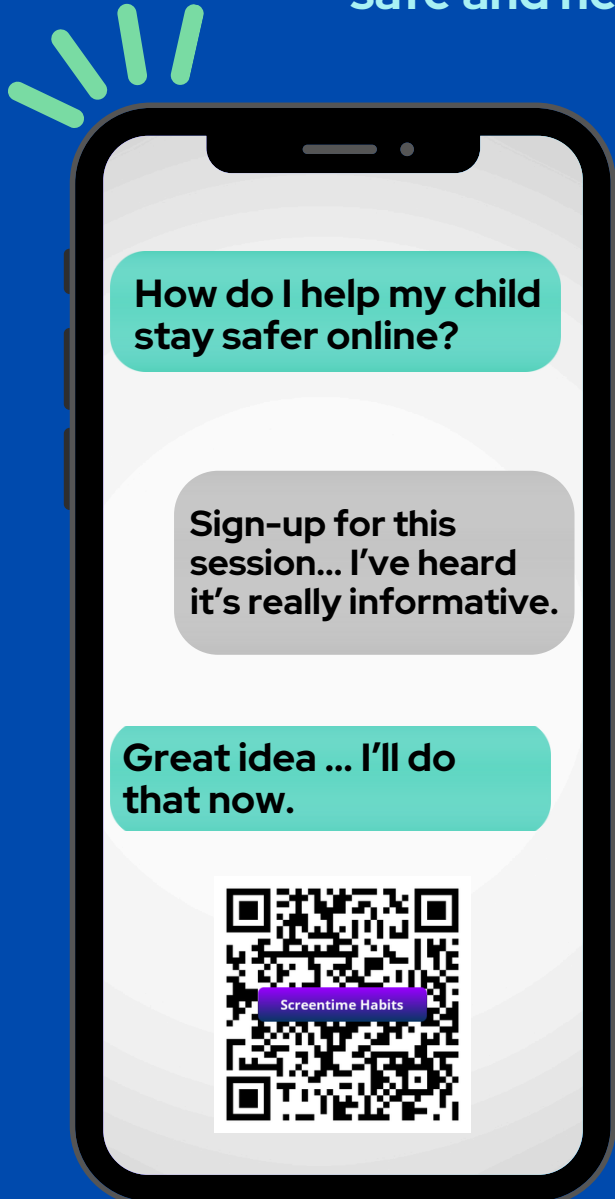 How do I help my child
stay safer online?
Sign-up for this
session... I’ve heard
it’s really informative.
Great idea ... I’ll do
that now.
Screentime Habits